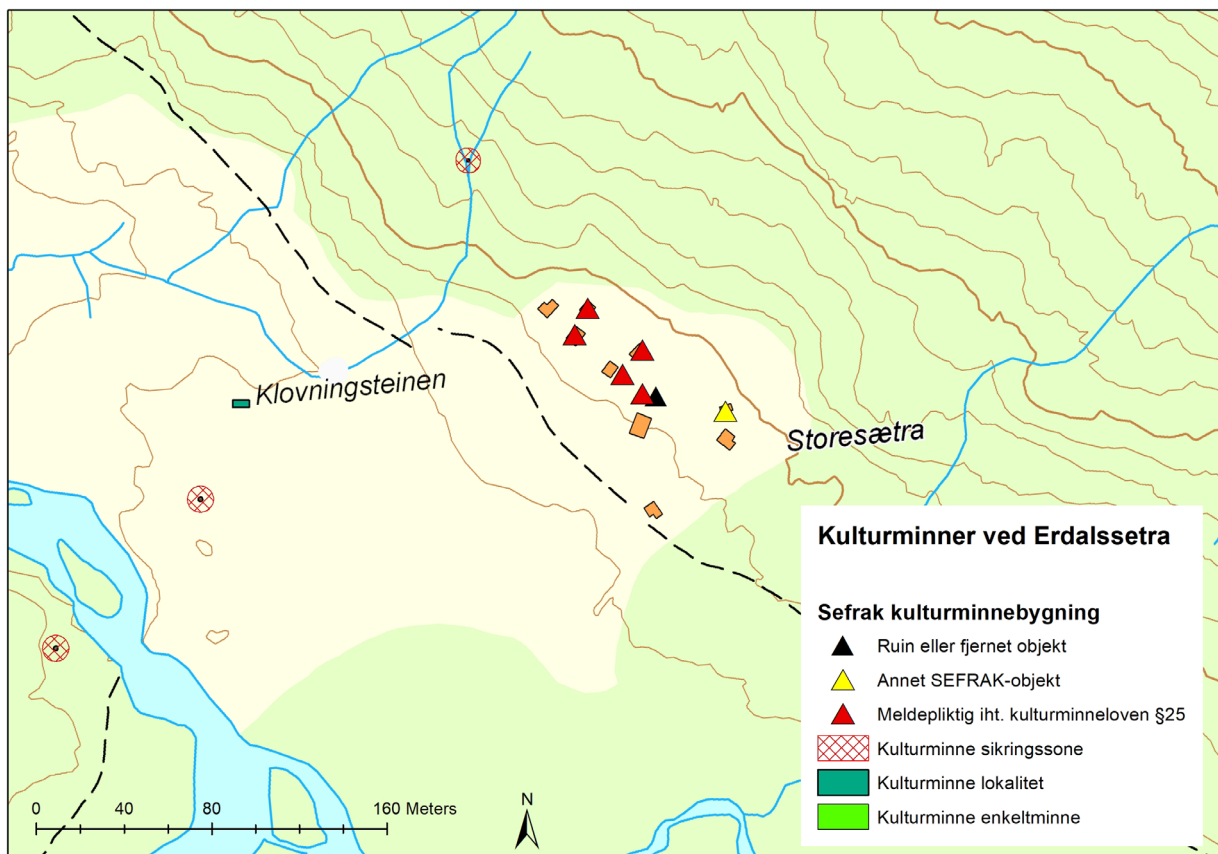 Klovningsteinen
Storesætra
Kulturminner ved Erdalssetra
Sefrak kulturminnebygning
Ruin eller fjernet objekt
Annet SEFRAK-objekt
Meldepliktig iht. kulturminneloven §25
Kulturminne sikringssone
Kulturminne lokalitet
Kulturminne enkeltminne
0 40 80 160 Meters
N